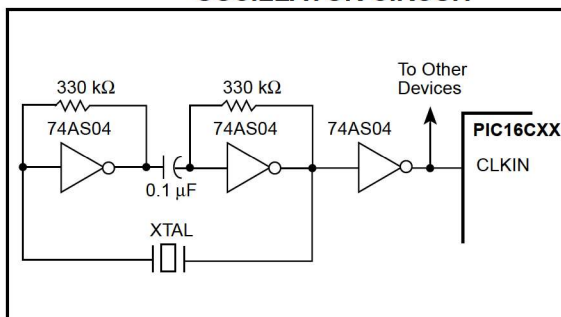 330 kΩ
330 kΩ
To Other
Devices
74AS04
74AS04
74AS04
PIC16CXX
CLKIN
0.1 µF
XTAL